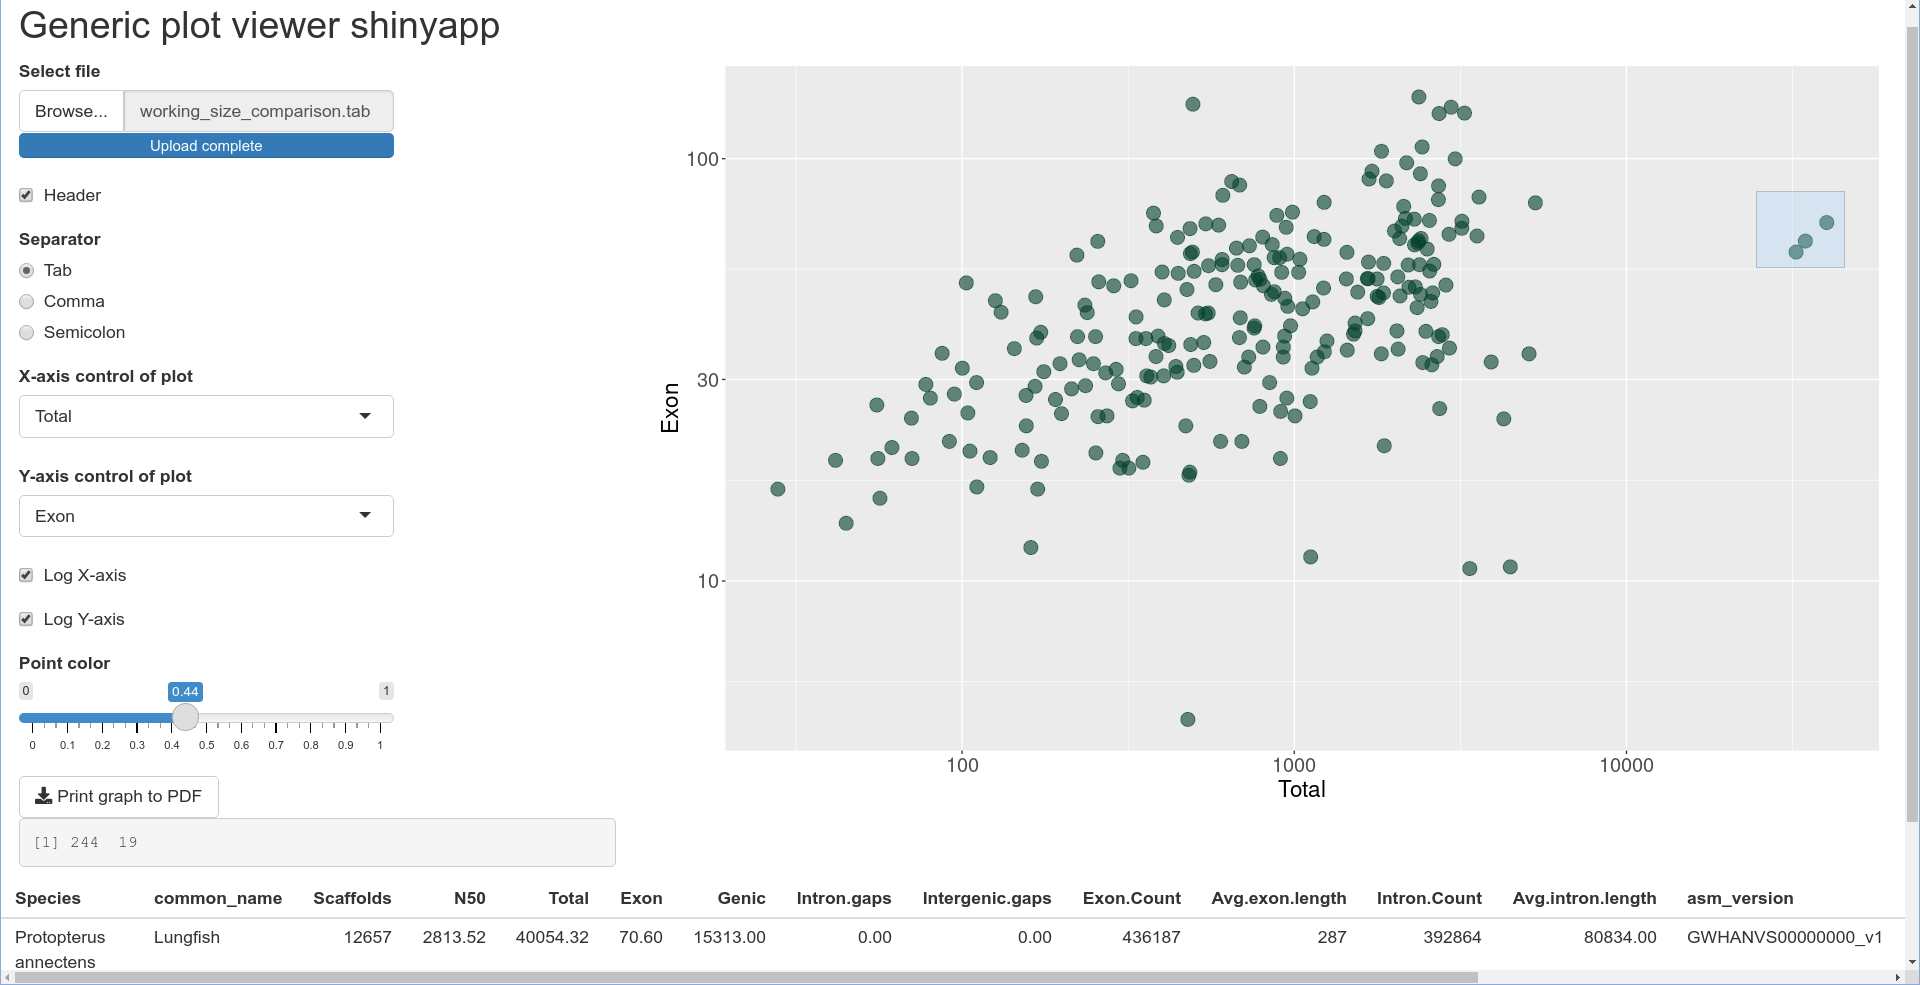 Generic plot viewer shinyapp
Select file
Browse... working_size_comparison.tab
Upload complete
Header
Separator
Tab
Comma
Semicolon
X-axis control of plot
Total
Y-axis control of plot
Exon
Log X-axis
Log Y-axis
Point color
0 0.44 1
0 0.1 0.2 0.3 0.4 0.5 0.6 0.7 0.8 0.9 1
Print graph to PDF
[1] 244 19
100
30
10
Exon
100 1000 10000
Total
Species common_name Scaffolds N50 Total Exon Genic Intron.gaps Intergenic.gaps Exon.Count Avg.exon.length Intron.Count Avg.intron.length asm_version
Protopterus Lungfish 12657 2813.52 40054.32 70.60 15313.00 0.00 0.00 436187 287 392864 80834.00 GWHANVS00000000_v1
annectens